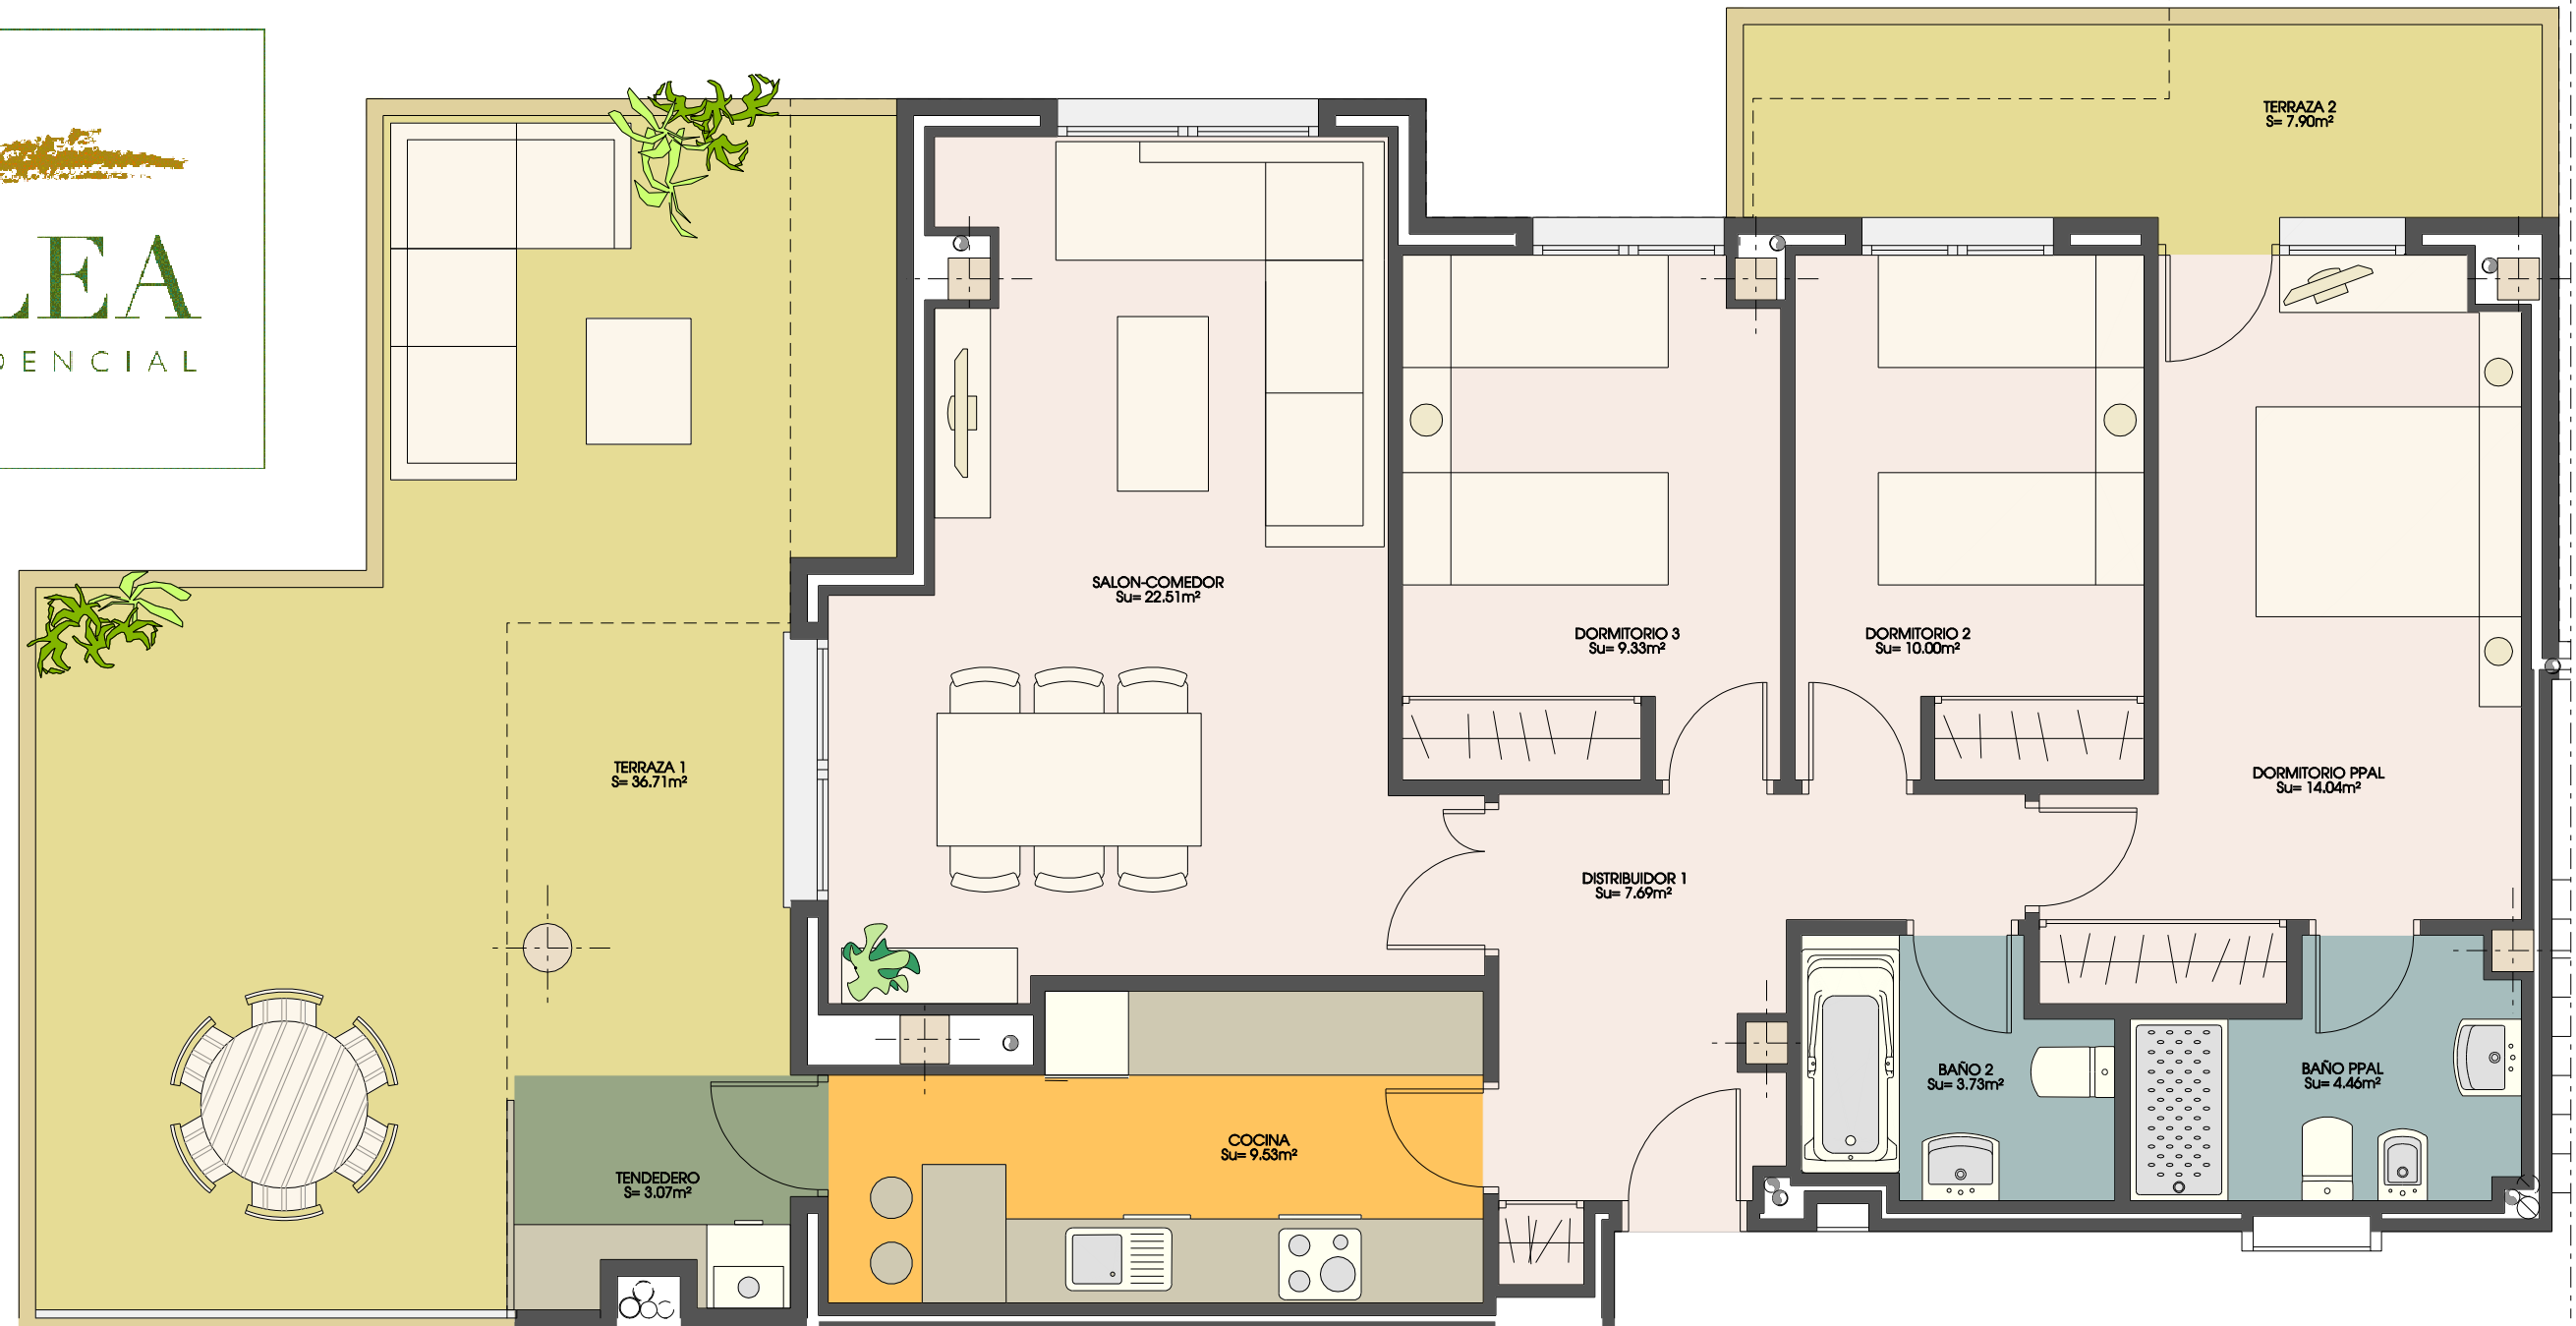 LEA
DENCIAL
TERRAZA 2
S= 7.90m²
SALON-COMEDOR
Su= 22.51m²
DORMITORIO 3
Su= 9.33m²
DORMITORIO 2
Su= 10.00m²
TERRAZA 1
S= 36.71m²
DORMITORIO PPAL
Su= 14.04m²
DISTRIBUIDOR 1
Su= 7.69m²
BAÑO 2
Su= 3.73m²
BAÑO PPAL
Su= 4.46m²
COCINA
Su= 9.53m²
TENDEDERO
S= 3.07m²